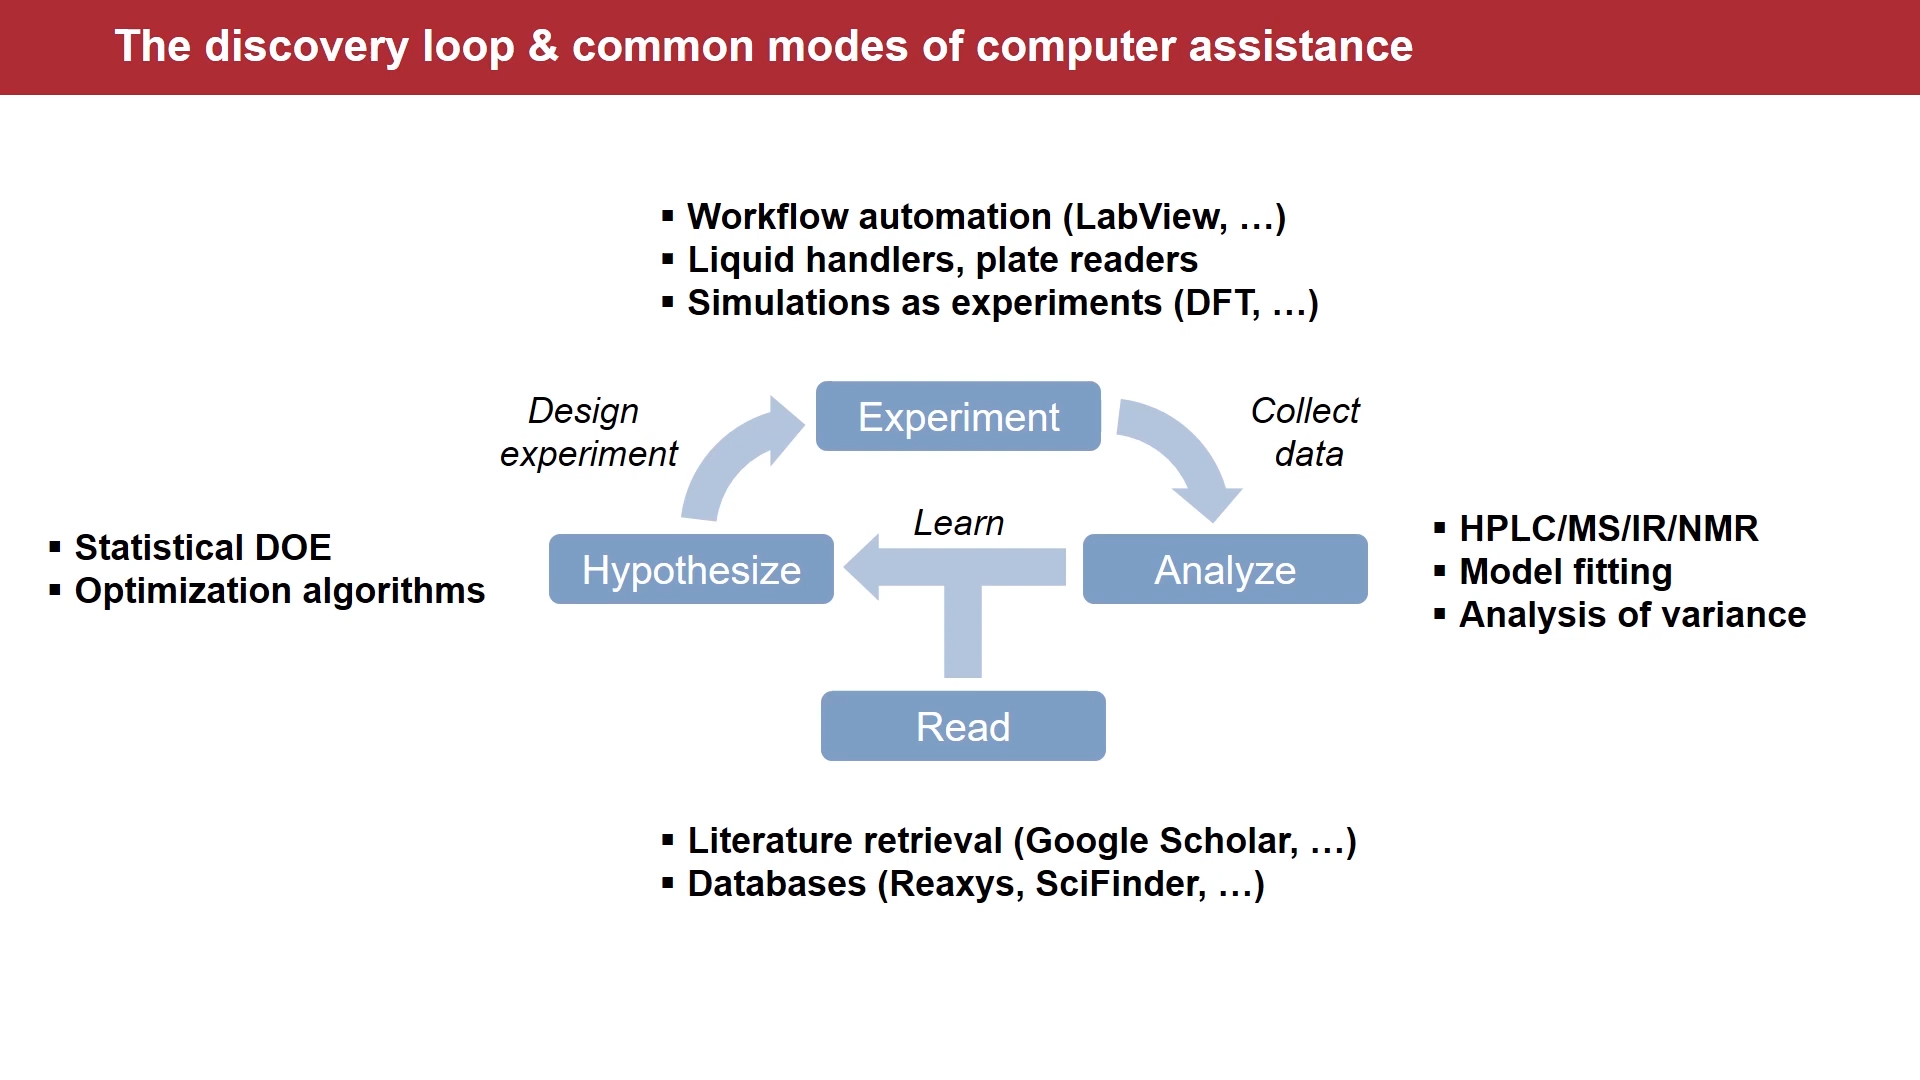 The discovery loop & common modes of computer assistance
▪ Workflow automation (LabView, …)
▪ Liquid handlers, plate readers
▪ Simulations as experiments (DFT, …)
Design
experiment
Experiment
Collect
data
▪ Statistical DOE
▪ Optimization algorithms
Hypothesize
Learn
Analyze
▪ HPLC/MS/IR/NMR
▪ Model fitting
▪ Analysis of variance
Read
▪ Literature retrieval (Google Scholar, …)
▪ Databases (Reaxys, SciFinder, …)